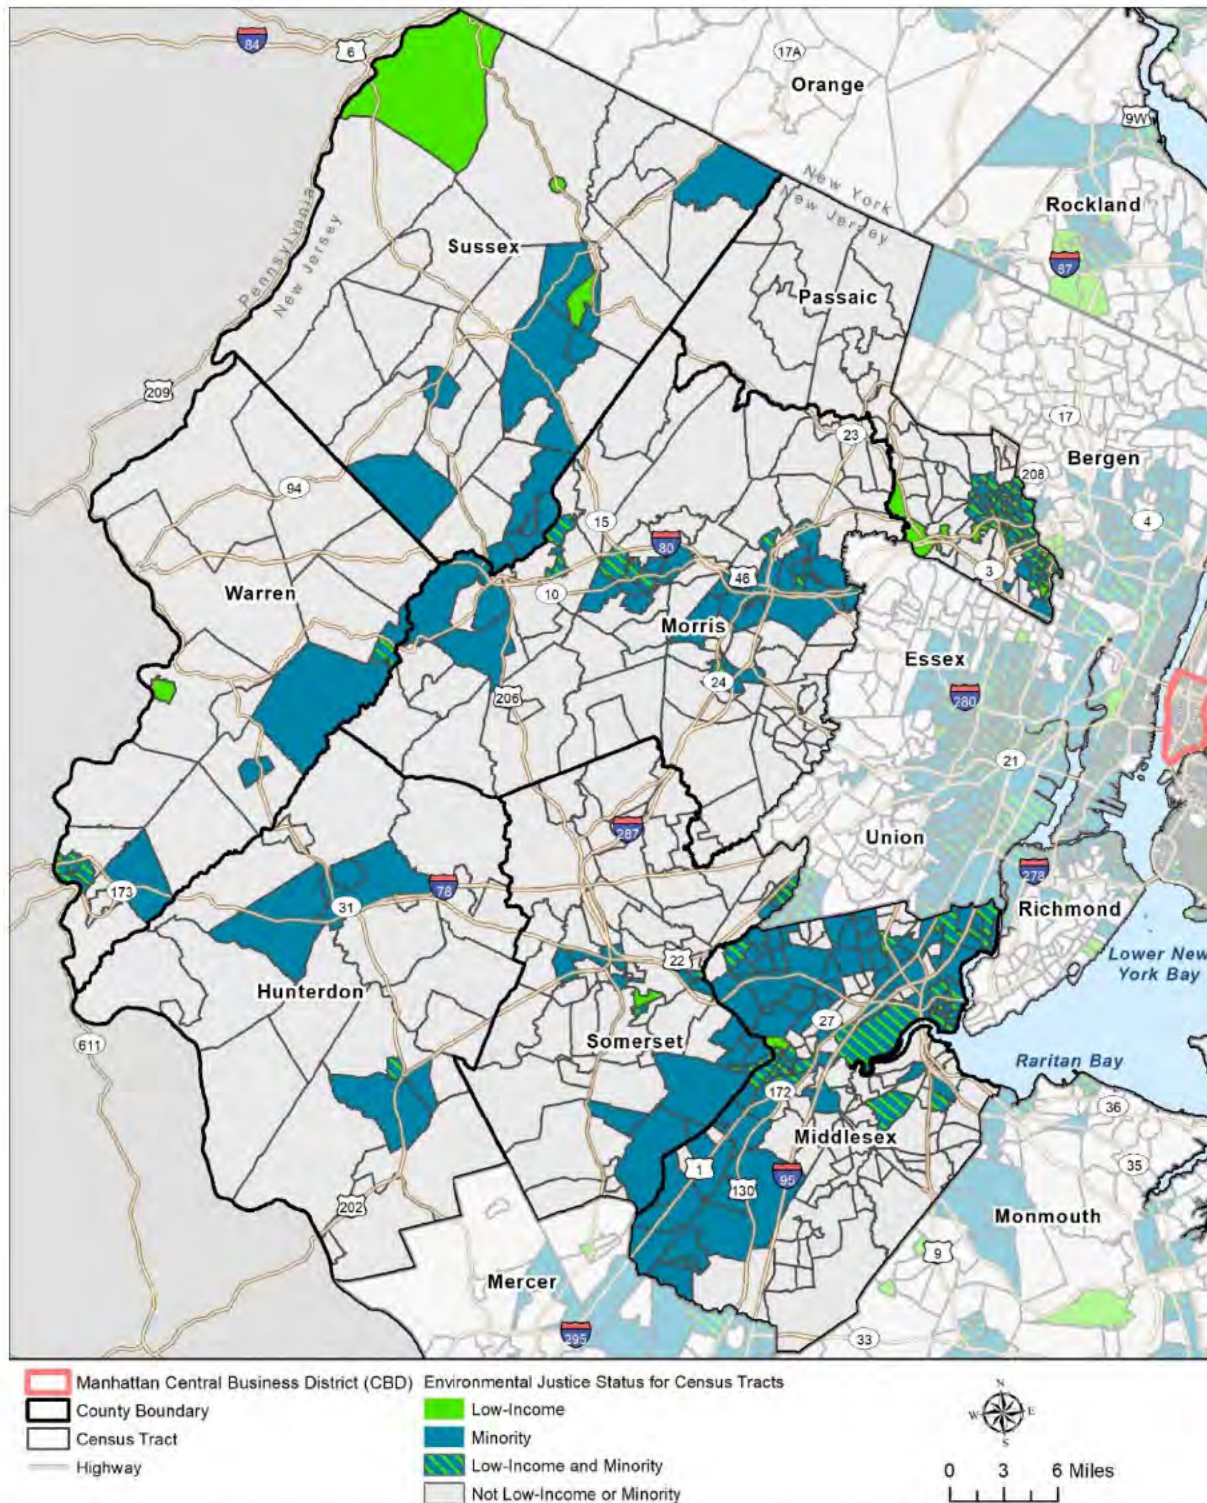 84
6
17A
Orange
9W
New York
New Jersey
Rockland
87
Pennsylvania
New Jersey
Sussex
Passaic
209
17
23
Bergen
208
94
15
4
80
3
46
Warren
10
Morris
Essex
24
280
206
21
287
Union
278
173
78
31
Richmond
22
Lower New
York Bay
Hunterdon
27
Somerset
611
Raritan Bay
172
36
Middlesex
35
1
95
130
202
Monmouth
9
Mercer
295
33
Manhattan Central Business District (CBD)
County Boundary
Census Tract
Highway
Environmental Justice Status for Census Tracts
Low-Income
Minority
Low-Income and Minority
Not Low-Income or Minority
N
W E
S
0 3 6 Miles